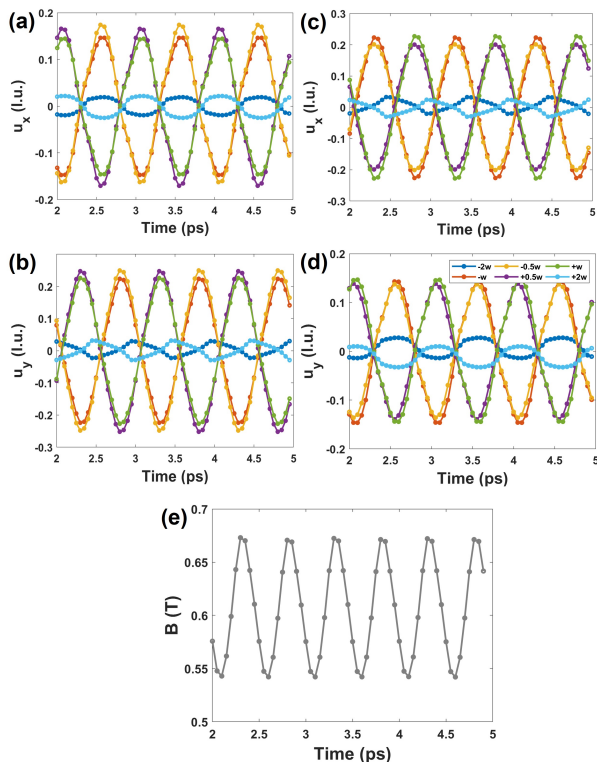 (a)
u_x (l.u.)
0.2
0.1
0
-0.1
-0.2
2 2.5 3 3.5 4 4.5 5
Time (ps)
(c)
u_x (l.u.)
0.3
0.2
0.1
0
-0.1
-0.2
-0.3
2 2.5 3 3.5 4 4.5 5
Time (ps)
(b)
u_y (l.u.)
0.3
0.2
0.1
0
-0.1
-0.2
-0.3
2 2.5 3 3.5 4 4.5 5
Time (ps)
(d)
-2w -0.5w +w
-w +0.5w +2w
u_y (l.u.)
0.2
0.1
0
-0.1
-0.2
2 2.5 3 3.5 4 4.5 5
Time (ps)
(e)
B (T)
0.7
0.65
0.6
0.55
0.5
2 2.5 3 3.5 4 4.5 5
Time (ps)